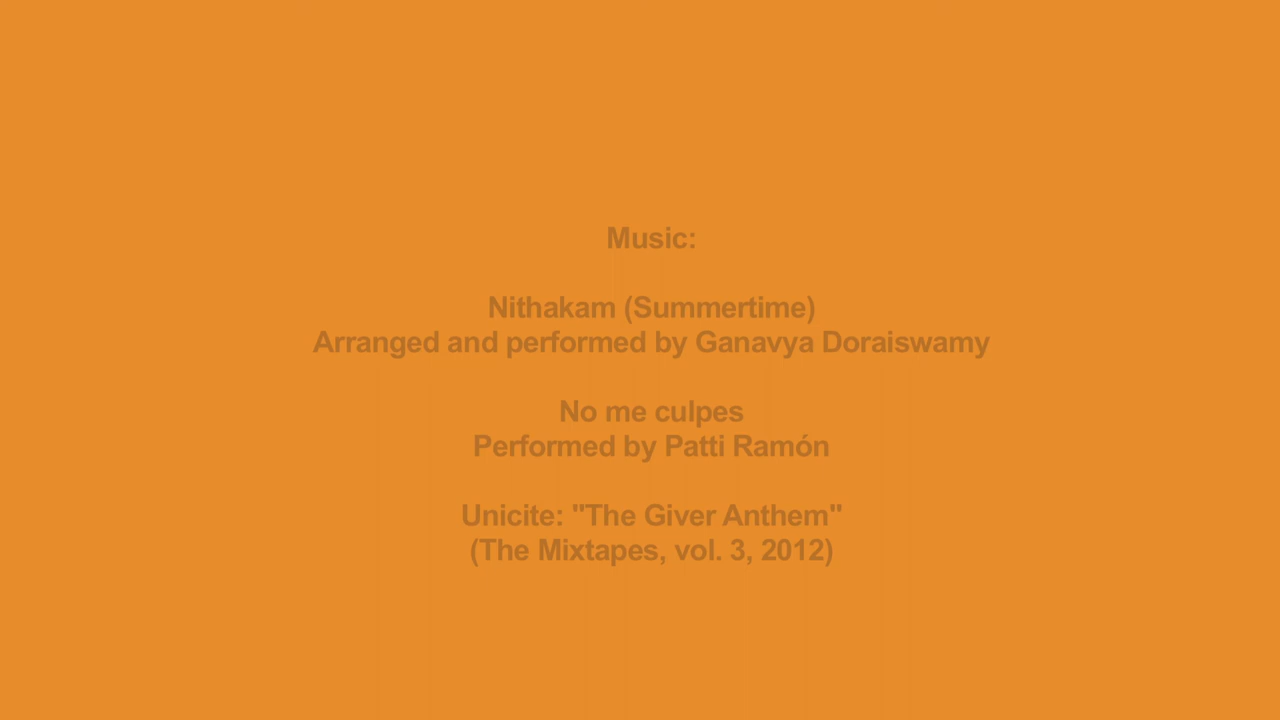 Music:
Nithakam (Summertime)
Arranged and performed by Ganavya Doraiswamy
No me culpes
Performed by Patti Ramón
Unicite: "The Giver Anthem"
(The Mixtapes, vol. 3, 2012)